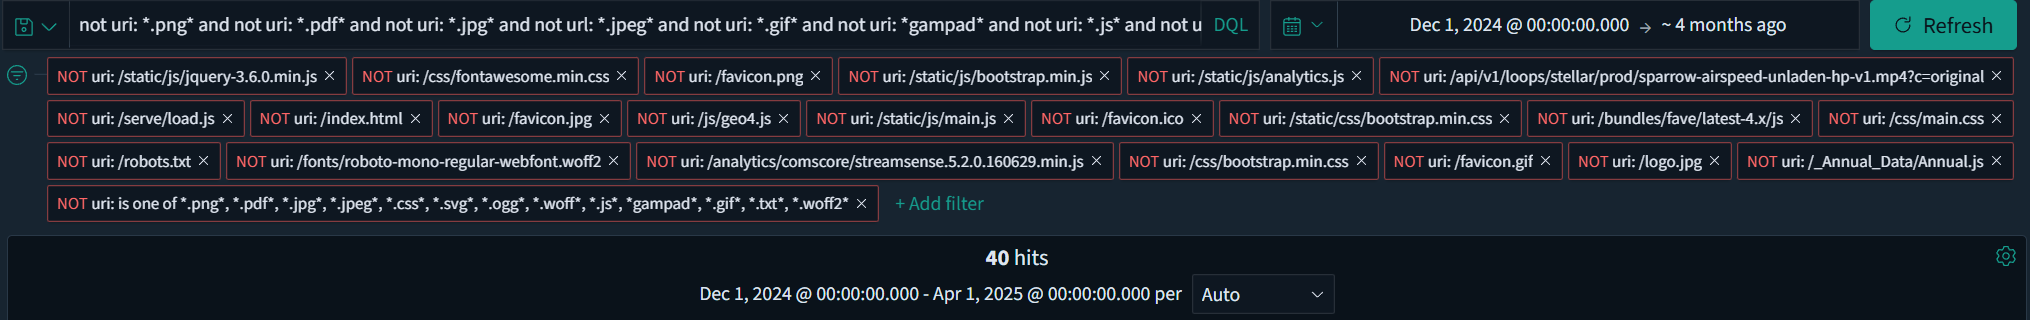 not uri: *.png* and not uri: *.pdf* and not uri: *.jpg* and not url: *.jpeg* and not uri: *.gif* and not uri: *gampad* and not uri: *.js* and not u DQL Dec 1, 2024 @ 00:00:00.000 → ~ 4 months ago Refresh
NOT uri: /static/js/jquery-3.6.0.min.js × NOT uri: /css/fontawesome.min.css × NOT uri: /favicon.png × NOT uri: /static/js/bootstrap.min.js × NOT uri: /static/js/analytics.js × NOT uri: /api/v1/loops/stellar/prod/sparrow-airspeed-unladen-hp-v1.mp4?c=original ×
NOT uri: /serve/load.js × NOT uri: /index.html × NOT uri: /favicon.jpg × NOT uri: /js/geo4.js × NOT uri: /static/js/main.js × NOT uri: /favicon.ico × NOT uri: /static/css/bootstrap.min.css × NOT uri: /bundles/fave/latest-4.x/js × NOT uri: /css/main.css ×
NOT uri: /robots.txt × NOT uri: /fonts/roboto-mono-regular-webfont.woff2 × NOT uri: /analytics/comscore/streamsense.5.2.0.160629.min.js × NOT uri: /css/bootstrap.min.css × NOT uri: /favicon.gif × NOT uri: /logo.jpg × NOT uri: /_Annual_Data/Annual.js ×
NOT uri: is one of *.png*, *.pdf*, *.jpg*, *.jpeg*, *.css*, *.svg*, *.ogg*, *.woff*, *.js*, *gampad*, *.gif*, *.txt*, *.woff2* × + Add filter
40 hits
Dec 1, 2024 @ 00:00:00.000 - Apr 1, 2025 @ 00:00:00.000 per Auto